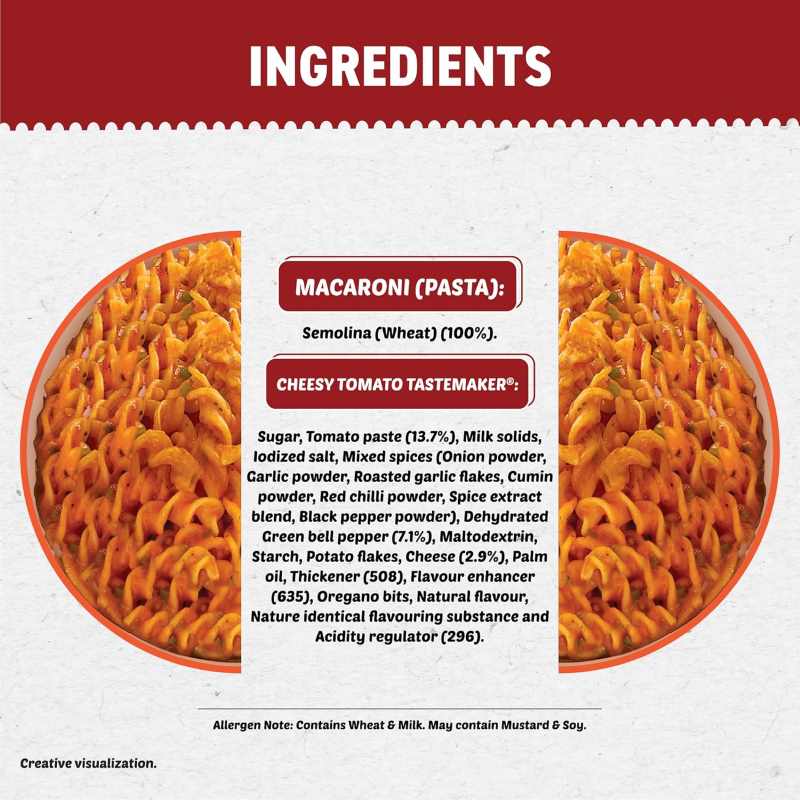 INGREDIENTS
MACARONI (PASTA):
Semolina (Wheat) (100%).
CHEESY TOMATO TASTEMAKER®:
Sugar, Tomato paste (13.7%), Milk solids,
Iodized salt, Mixed spices (Onion powder,
Garlic powder, Roasted garlic flakes, Cumin
powder, Red chilli powder, Spice extract
blend, Black pepper powder), Dehydrated
Green bell pepper (7.1%), Maltodextrin,
Starch, Potato flakes, Cheese (2.9%), Palm
oil, Thickener (508), Flavour enhancer
(635), Oregano bits, Natural flavour,
Nature identical flavouring substance and
Acidity regulator (296).
Allergen Note: Contains Wheat & Milk. May contain Mustard & Soy.
Creative visualization.